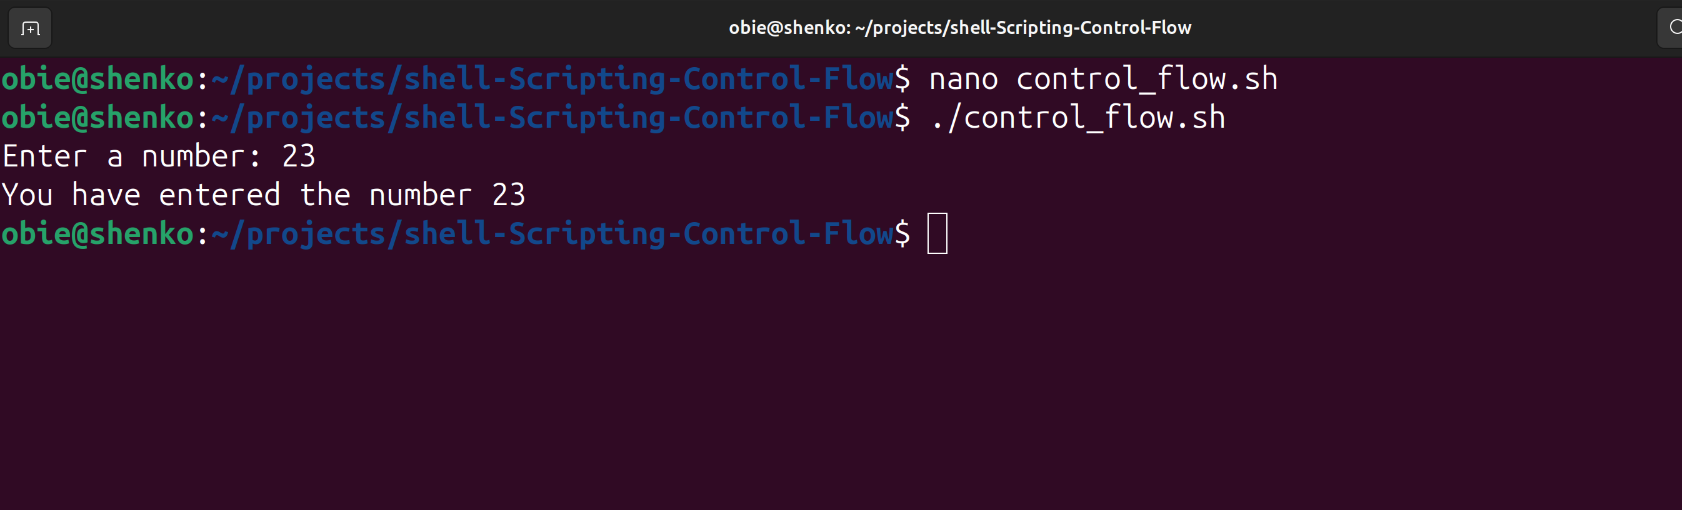 obie@shenko: ~/projects/shell-Scripting-Control-Flow
obie@shenko:~/projects/shell-Scripting-Control-Flow$ nano control_flow.sh
obie@shenko:~/projects/shell-Scripting-Control-Flow$ ./control_flow.sh
Enter a number: 23
You have entered the number 23
obie@shenko:~/projects/shell-Scripting-Control-Flow$